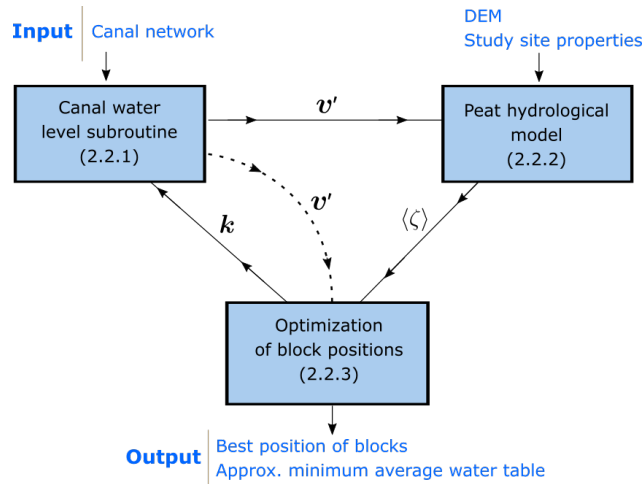 Input
Canal network
DEM
Study site properties
Canal water
level subroutine
(2.2.1)
v'
Peat hydrological
model
(2.2.2)
v'
k
⟨ζ⟩
Optimization
of block positions
(2.2.3)
Output
Best position of blocks
Approx. minimum average water table